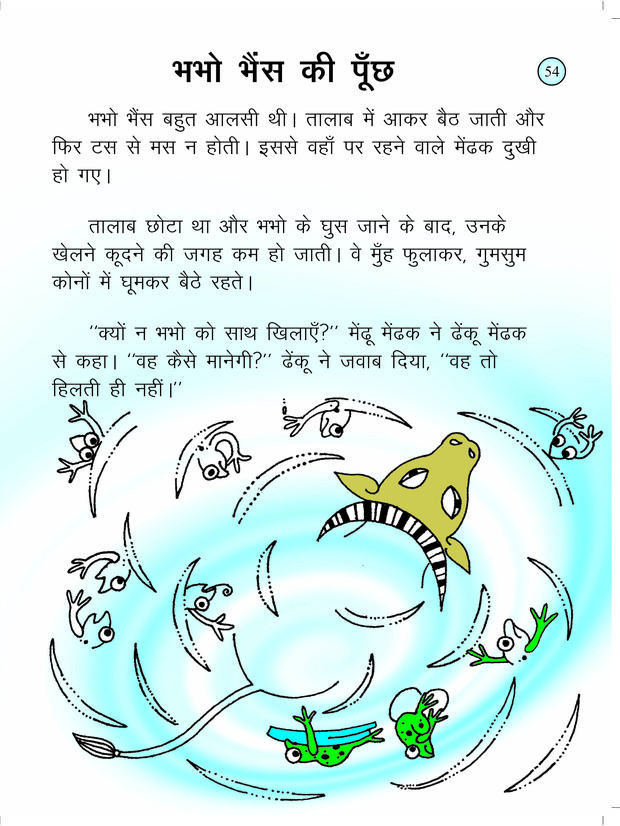 भभो भैंस की पूँछ
54
भभो भैंस बहुत आलसी थी। तालाब में आकर बैठ जाती और
फिर टस से मस न होती। इससे वहाँ पर रहने वाले मेंढक दुखी
हो गए।
तालाब छोटा था और भभो के घुस जाने के बाद, उनके
खेलने कूदने की जगह कम हो जाती। वे मुँह फुलाकर, गुमसुम
कोनों में घूमकर बैठे रहते।
"क्यों न भभो को साथ खिलाएँ?" मेंढू मेंढक ने ढेंकू मेंढक
से कहा। "वह कैसे मानेगी?" ढेंकू ने जवाब दिया, "वह तो
हिलती ही नहीं।"